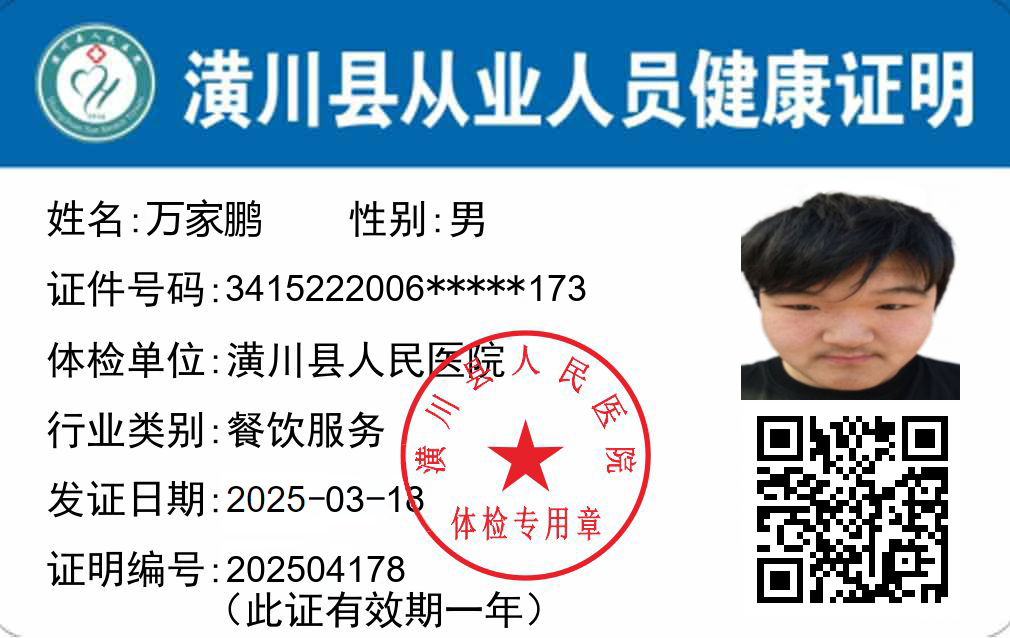 潢川县从业人员健康证明
姓名:万家鹏 性别:男
证件号码:3415222006*****173
体检单位:潢川县人民医院
行业类别:餐饮服务
发证日期:2025-03-18
证明编号:202504178
(此证有效期一年)
潢川县人民医院
体检专用章